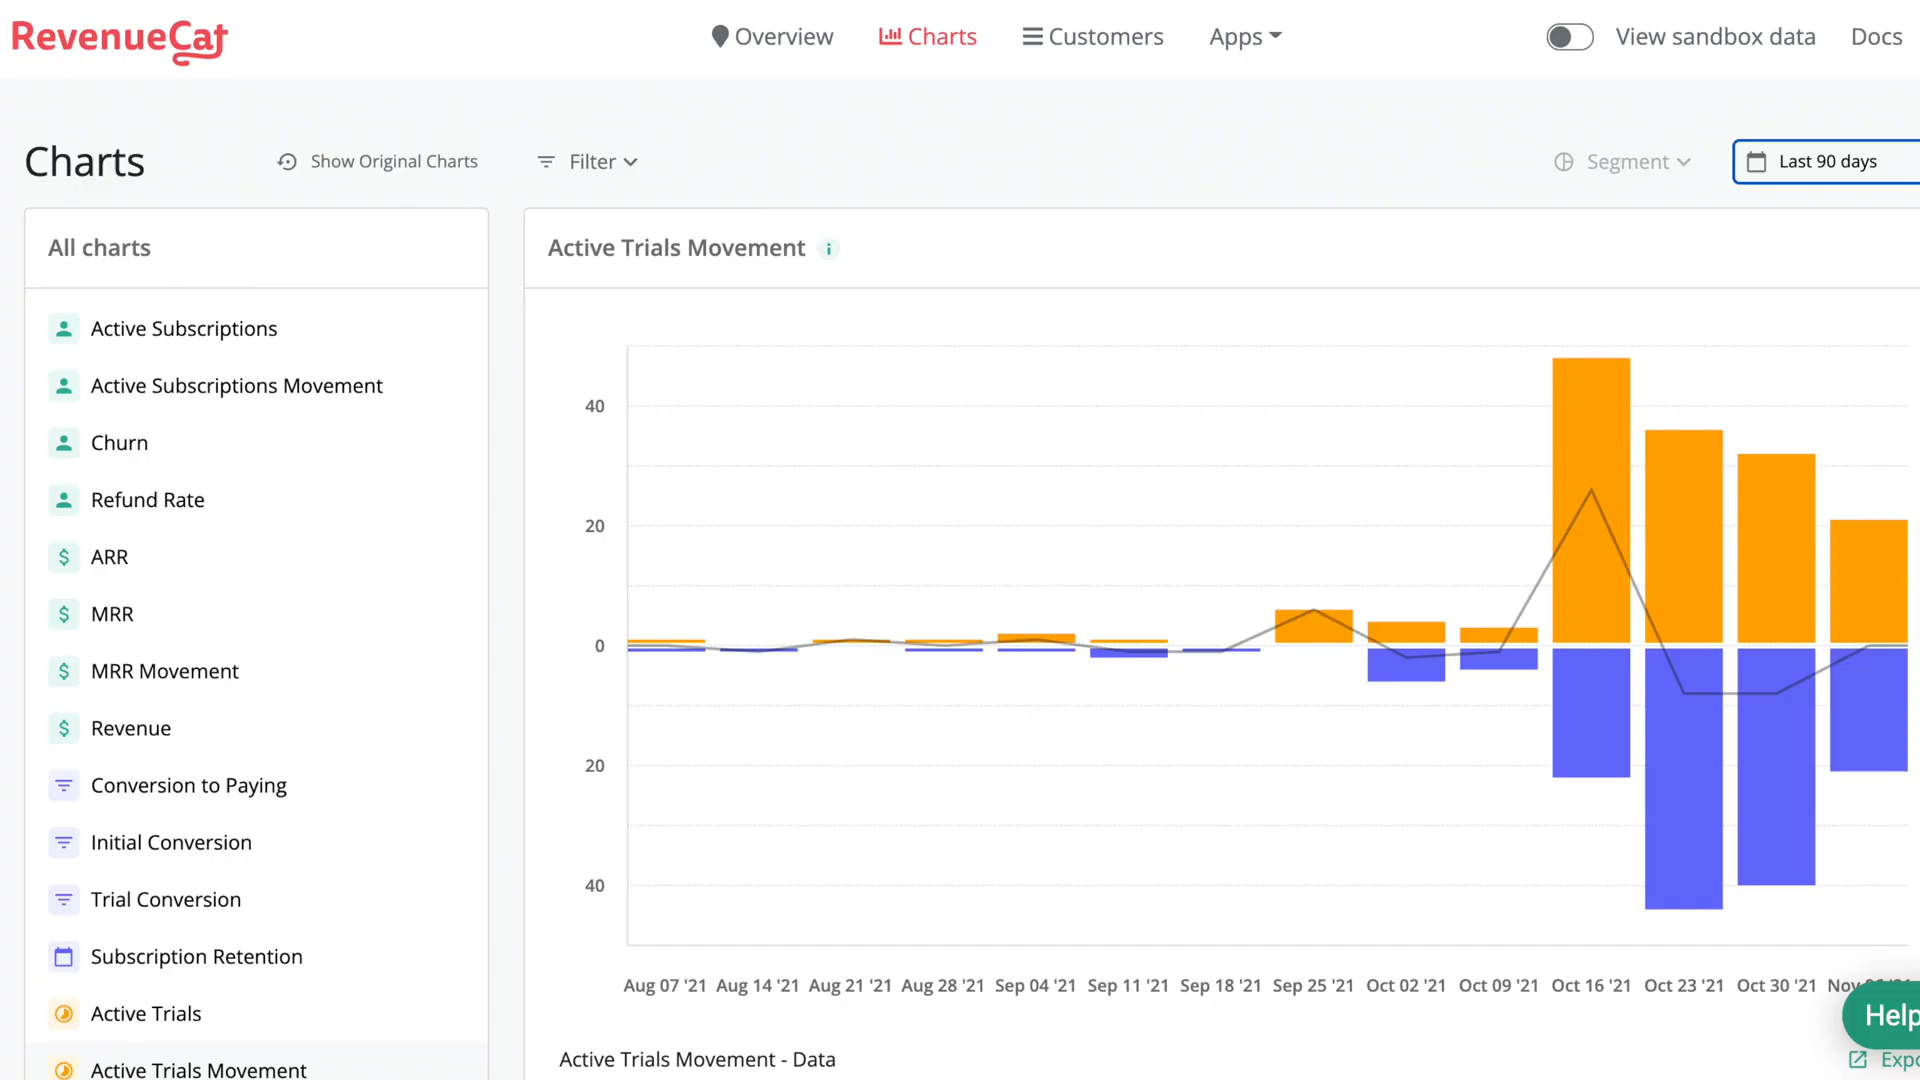 RevenueCat
Overview
Charts
Customers
Apps
View sandbox data
Docs
Charts
Show Original Charts
Filter
Segment
Last 90 days
All charts
Active Subscriptions
Active Subscriptions Movement
Churn
Refund Rate
ARR
MRR
MRR Movement
Revenue
Conversion to Paying
Initial Conversion
Trial Conversion
Subscription Retention
Active Trials
Active Trials Movement
Active Trials Movement
40
20
0
20
40
Aug 07 '21 Aug 14 '21 Aug 21 '21 Aug 28 '21 Sep 04 '21 Sep 11 '21 Sep 18 '21 Sep 25 '21 Oct 02 '21 Oct 09 '21 Oct 16 '21 Oct 23 '21 Oct 30 '21 Nov
Help
Active Trials Movement - Data
Expo